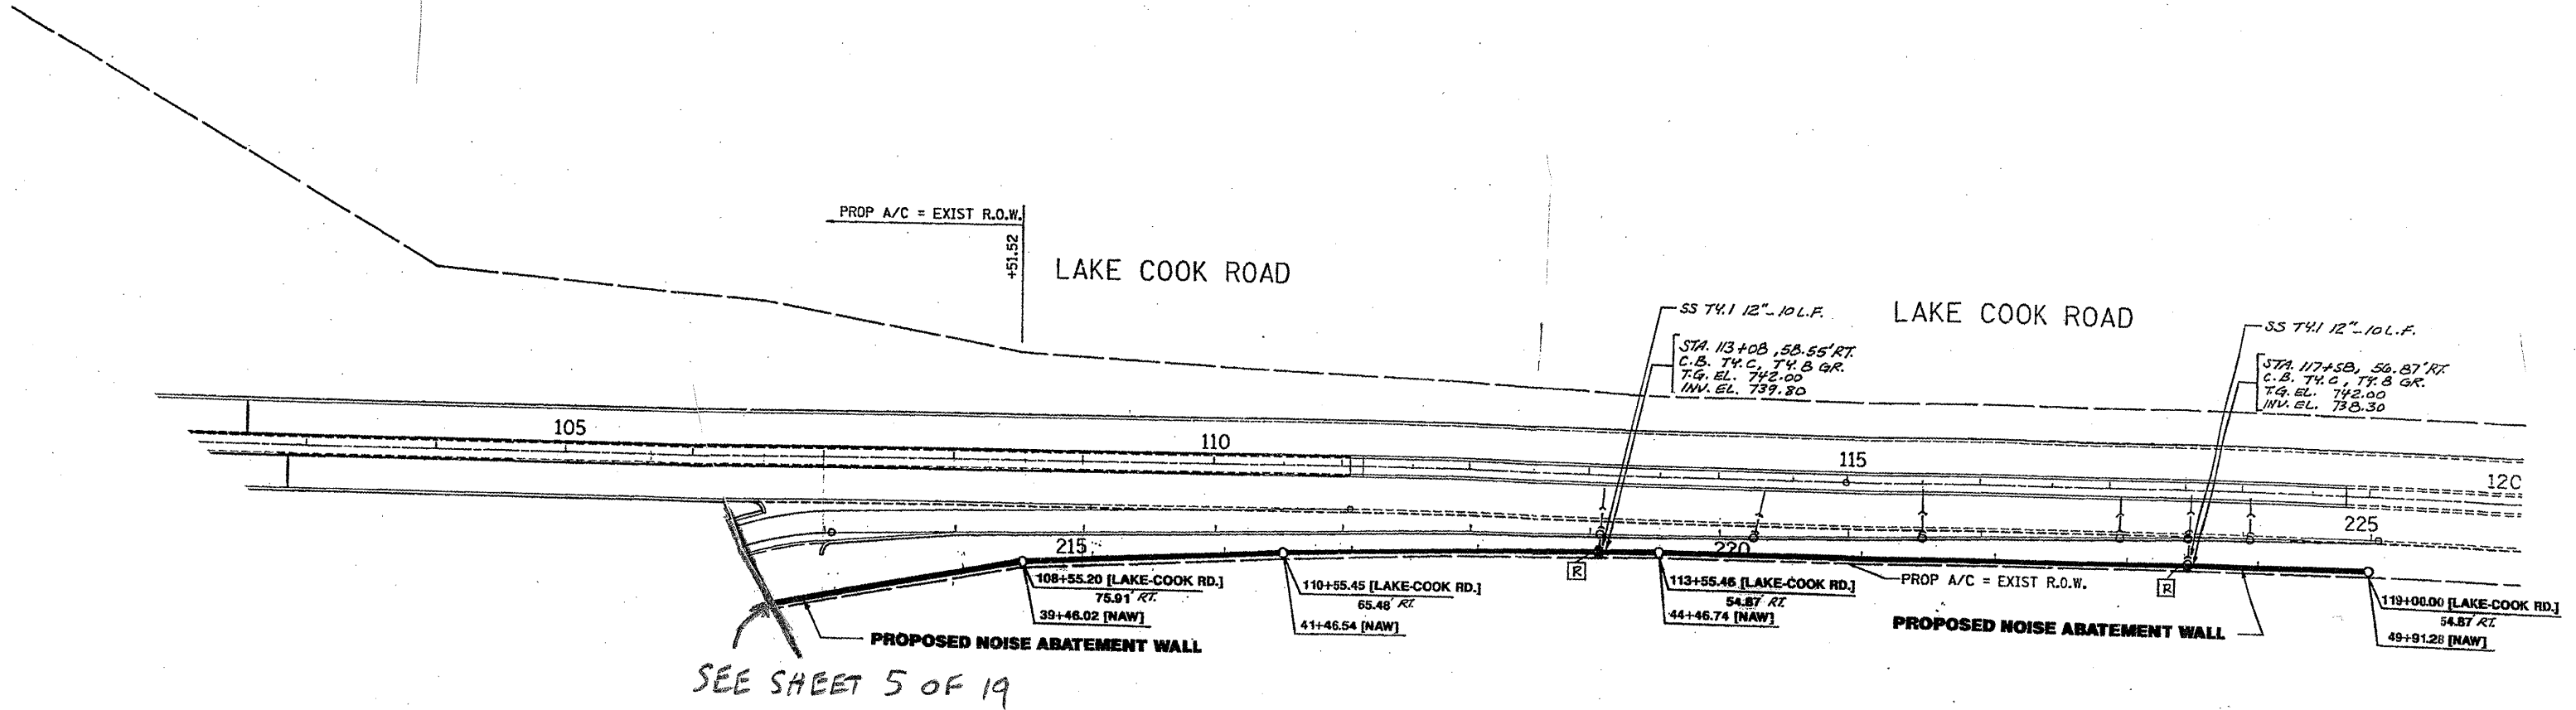 PROP A/C = EXIST R.O.W.
+51.52
LAKE COOK ROAD
LAKE COOK ROAD
SS TY.1 12"-10 L.F.
STA. 113+08, 58.55' RT.
C.B. TY.C, TY.8 GR.
T.G. EL. 742.00
INV. EL. 739.80
SS TY.1 12"-10 L.F.
STA. 117+58, 56.87' RT.
C.B. TY.C, TY.8 GR.
T.G. EL. 742.00
INV. EL. 738.30
105
110
115
12C
215
220
225
R
R
108+55.20 [LAKE-COOK RD.]
75.91' RT.
39+46.02 [NAW]
110+55.45 [LAKE-COOK RD.]
65.48' RT.
41+46.54 [NAW]
113+55.46 [LAKE-COOK RD.]
54.87' RT.
44+46.74 [NAW]
PROP A/C = EXIST R.O.W.
119+00.00 [LAKE-COOK RD.]
54.87' RT.
49+91.28 [NAW]
PROPOSED NOISE ABATEMENT WALL
PROPOSED NOISE ABATEMENT WALL
SEE SHEET 5 OF 19